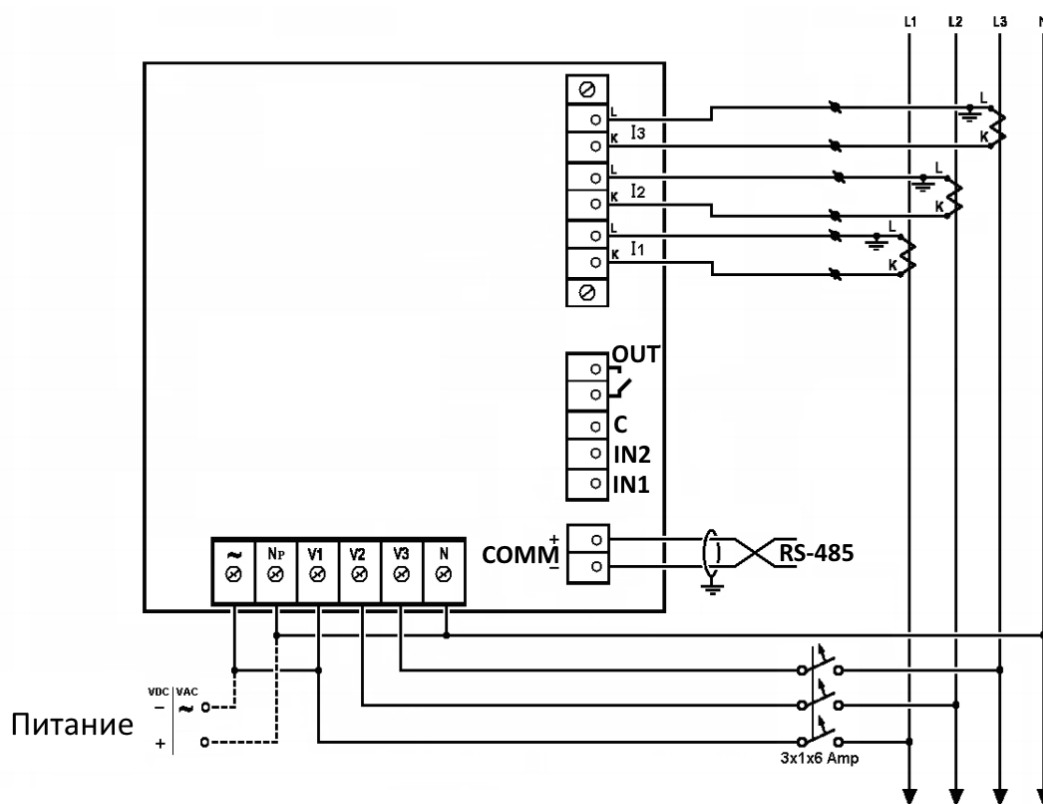 L1 L2 L3 N
L
L I3
K
K
L
L
K I2
K
L
L
K I1
K
OUT
C
IN2
IN1
~ NP V1 V2 V3 N
COMM + −
RS-485
VDC VAC
Питание − ~
+
3x1x6 Amp